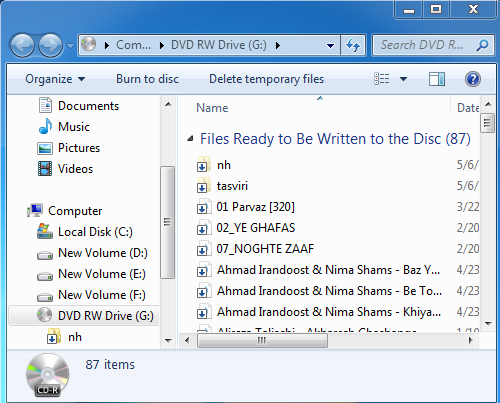 Com... DVD RW Drive (G:) Search DVD R...
Organize Burn to disc Delete temporary files
Documents
Music
Pictures
Videos
Computer
Local Disk (C:)
New Volume (D:)
New Volume (E:)
New Volume (F:)
DVD RW Drive (G:)
nh
Name Date
Files Ready to Be Written to the Disc (87)
nh 5/6/
tasviri 5/6/
01 Parvaz [320] 3/22
02_YE GHAFAS 2/20
07_NOGHTE ZAAF 2/20
Ahmad Irandoost & Nima Shams - Baz Y... 4/23
Ahmad Irandoost & Nima Shams - Be To... 4/23
Ahmad Irandoost & Nima Shams - Khiya... 4/23
87 items
CD-R